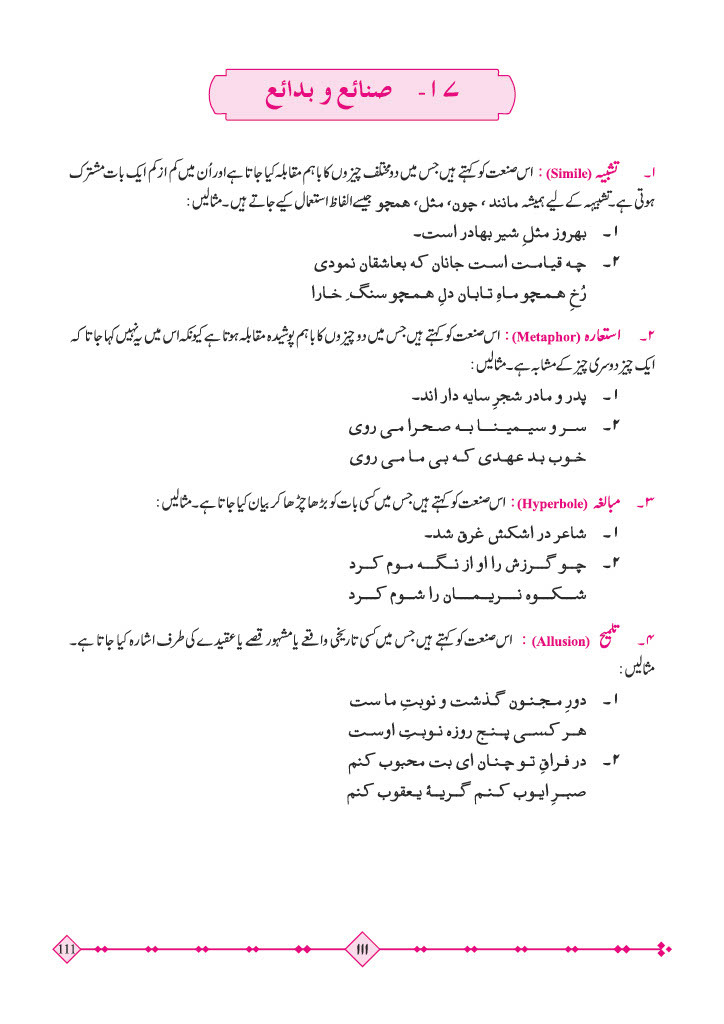 ۱۷۔ صنائع و بدائع
۱۔ تشبیہ (Simile) : اس صنعت کو کہتے ہیں جس میں دو مختلف چیزوں کا باہم مقابلہ کیا جاتا ہے اور اُن میں کم از کم ایک بات مشترک
ہوتی ہے۔ تشبیہہ کے لیے ہمیشہ مانند ، چون، مثل، همچو جیسے الفاظ استعمال کیے جاتے ہیں۔ مثالیں :
۱۔ بهروز مثلِ شیر بهادر است۔
۲۔ چه قیامت است جانان که بعاشقان نمودی
رُخِ همچو ماهِ تابان دلِ همچو سنگِ خارا
۲۔ استعارہ (Metaphor) : اس صنعت کو کہتے ہیں جس میں دو چیزوں کا باہم پوشیدہ مقابلہ ہوتا ہے کیونکہ اس میں یہ نہیں کہا جاتا کہ
ایک چیز دوسری چیز کے مشابہ ہے۔ مثالیں :
۱۔ پدر و مادر شجرِ سایه دار اند۔
۲۔ سر و سیمینا به صحرا می روی
خوب بد عهدی که بی ما می روی
۳۔ مبالغہ (Hyperbole) : اس صنعت کو کہتے ہیں جس میں کسی بات کو بڑھا چڑھا کر بیان کیا جاتا ہے۔ مثالیں :
۱۔ شاعر در اشکش غرق شد۔
۲۔ چو گرزش را او از نگه موم کرد
شکوه نریمان را شوم کرد
۴۔ تلمیح (Allusion) : اس صنعت کو کہتے ہیں جس میں کسی تاریخی واقعے یا مشہور قصے یا عقیدے کی طرف اشارہ کیا جاتا ہے۔
مثالیں :
۱۔ دورِ مجنون گذشت و نوبتِ ما ست
هر کسی پنج روزه نوبتِ اوست
۲۔ در فراقِ تو چنان ای بت محبوب کنم
صبرِ ایوب کنم گریۂ یعقوب کنم
111
۱۱۱